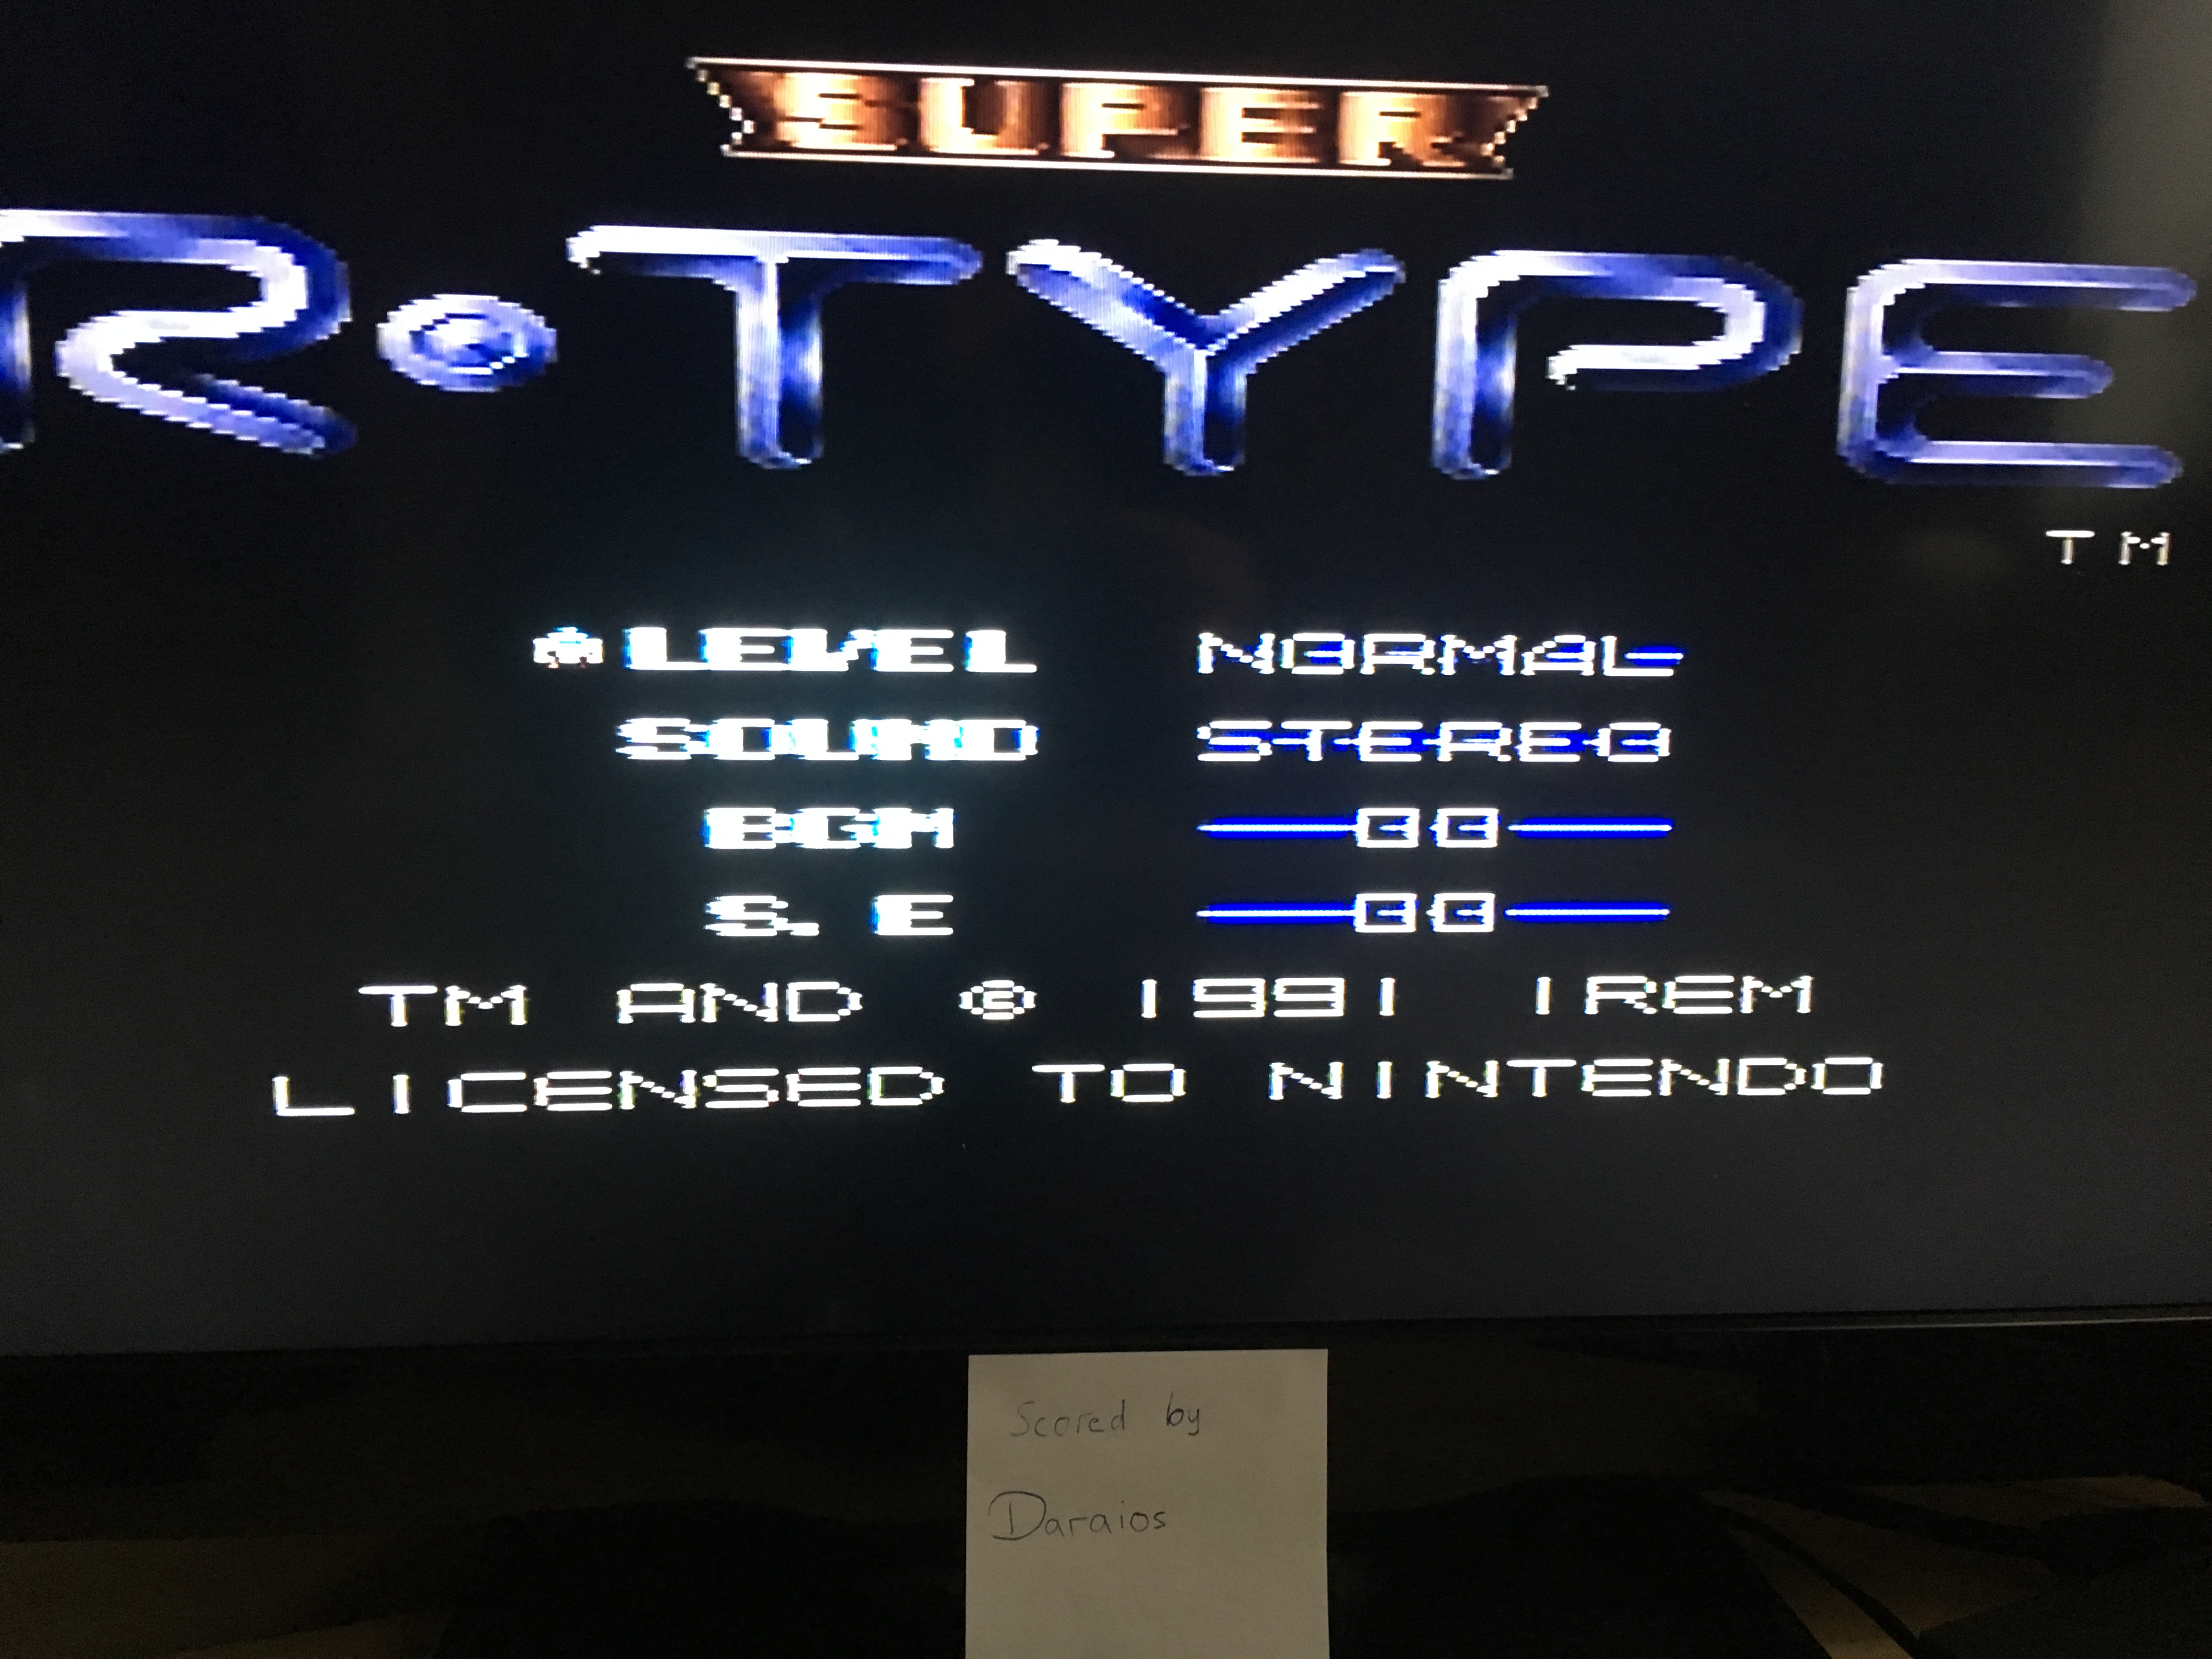 SUPER
R•TYPE
TM
LEVEL NORMAL
SOUND STEREO
BGM 00
S. E 00
TM AND © 1991 IREM
LICENSED TO NINTENDO
Scored by
Daraios